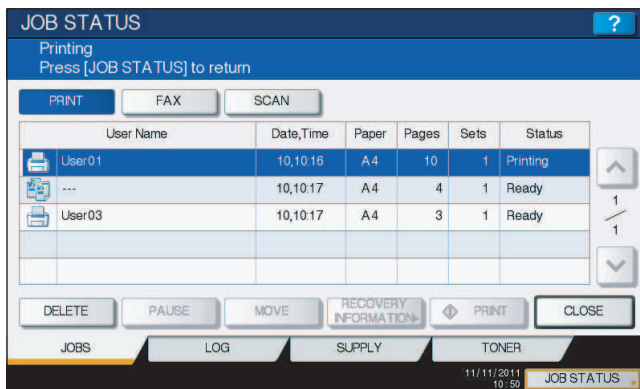 JOB STATUS
?
Printing
Press [JOB STATUS] to return
PRINT FAX SCAN
User Name Date,Time Paper Pages Sets Status
User01 10,10:16 A4 10 1 Printing
--- 10,10:17 A4 4 1 Ready
User03 10,10:17 A4 3 1 Ready
1
1
DELETE PAUSE MOVE RECOVERY INFORMATION PRINT CLOSE
JOBS LOG SUPPLY TONER
11/11/2011
10:50 JOB STATUS